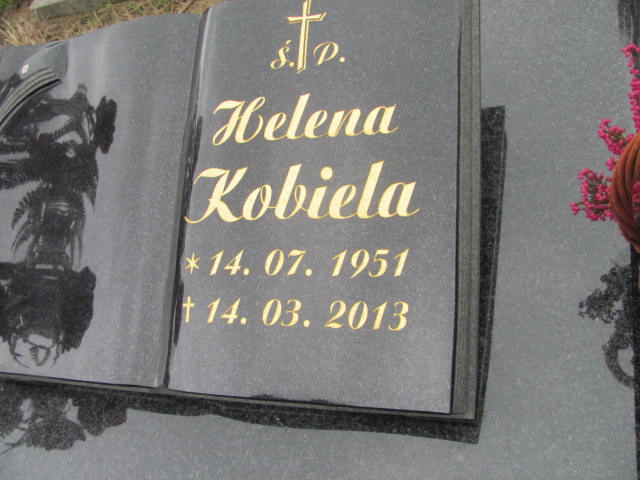 Ś. P.
Helena
Kobiela
* 14. 07. 1951
† 14. 03. 2013